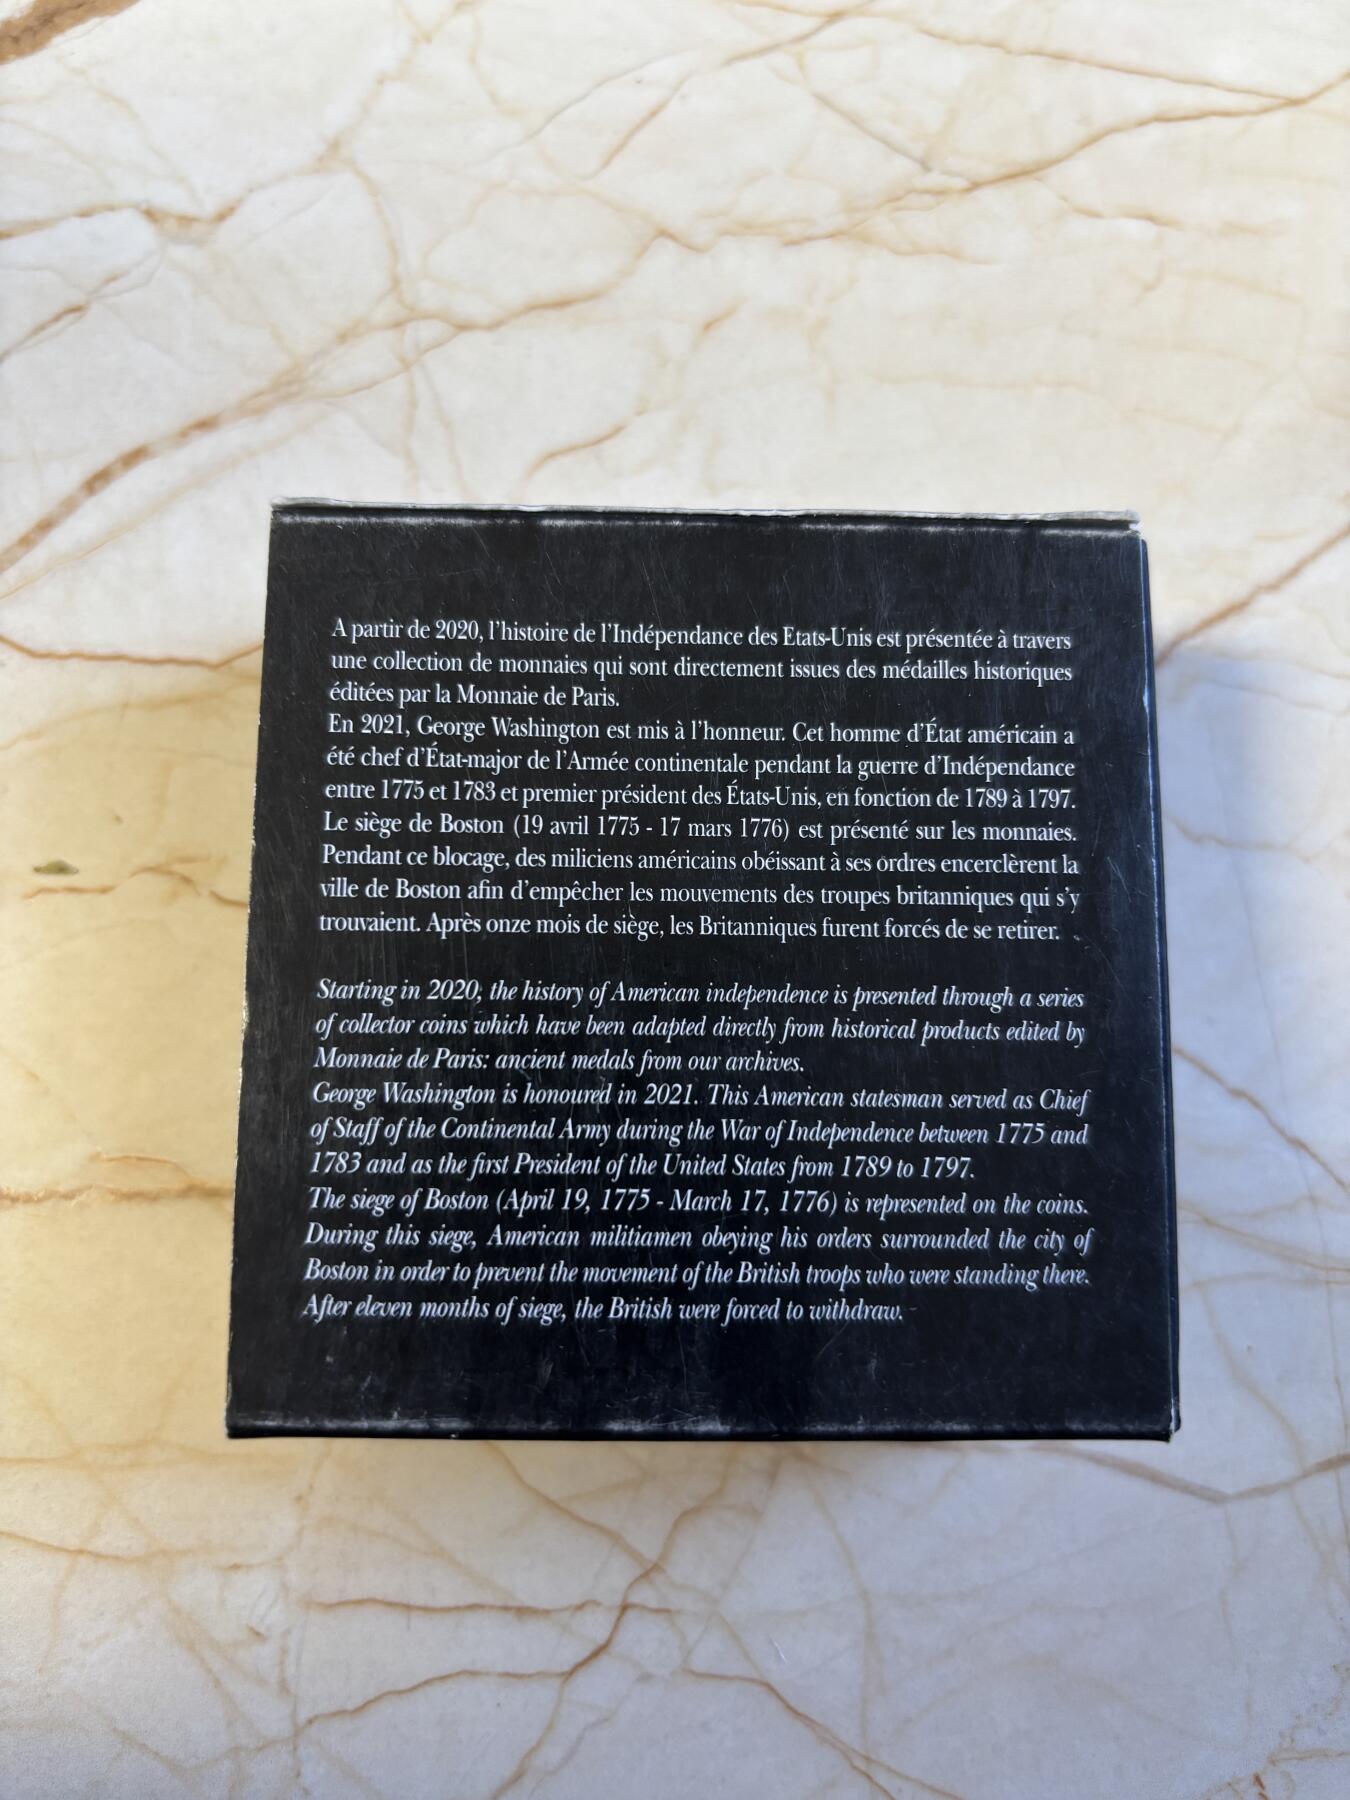 A partir de 2020, l'histoire de l'Indépendance des Etats-Unis est présentée à travers
une collection de monnaies qui sont directement issues des médailles historiques
éditées par la Monnaie de Paris.
En 2021, George Washington est mis à l'honneur. Cet homme d'État américain a
été chef d'État-major de l'Armée continentale pendant la guerre d'Indépendance
entre 1775 et 1783 et premier président des États-Unis, en fonction de 1789 à 1797.
Le siège de Boston (19 avril 1775 - 17 mars 1776) est présenté sur les monnaies.
Pendant ce blocage, des miliciens américains obéissant à ses ordres encerclèrent la
ville de Boston afin d'empêcher les mouvements des troupes britanniques qui s'y
trouvaient. Après onze mois de siège, les Britanniques furent forcés de se retirer.
Starting in 2020, the history of American independence is presented through a series
of collector coins which have been adapted directly from historical products edited by
Monnaie de Paris: ancient medals from our archives.
George Washington is honoured in 2021. This American statesman served as Chief
of Staff of the Continental Army during the War of Independence between 1775 and
1783 and as the first President of the United States from 1789 to 1797.
The siege of Boston (April 19, 1775 - March 17, 1776) is represented on the coins.
During this siege, American militiamen obeying his orders surrounded the city of
Boston in order to prevent the movement of the British troops who were standing there.
After eleven months of siege, the British were forced to withdraw.